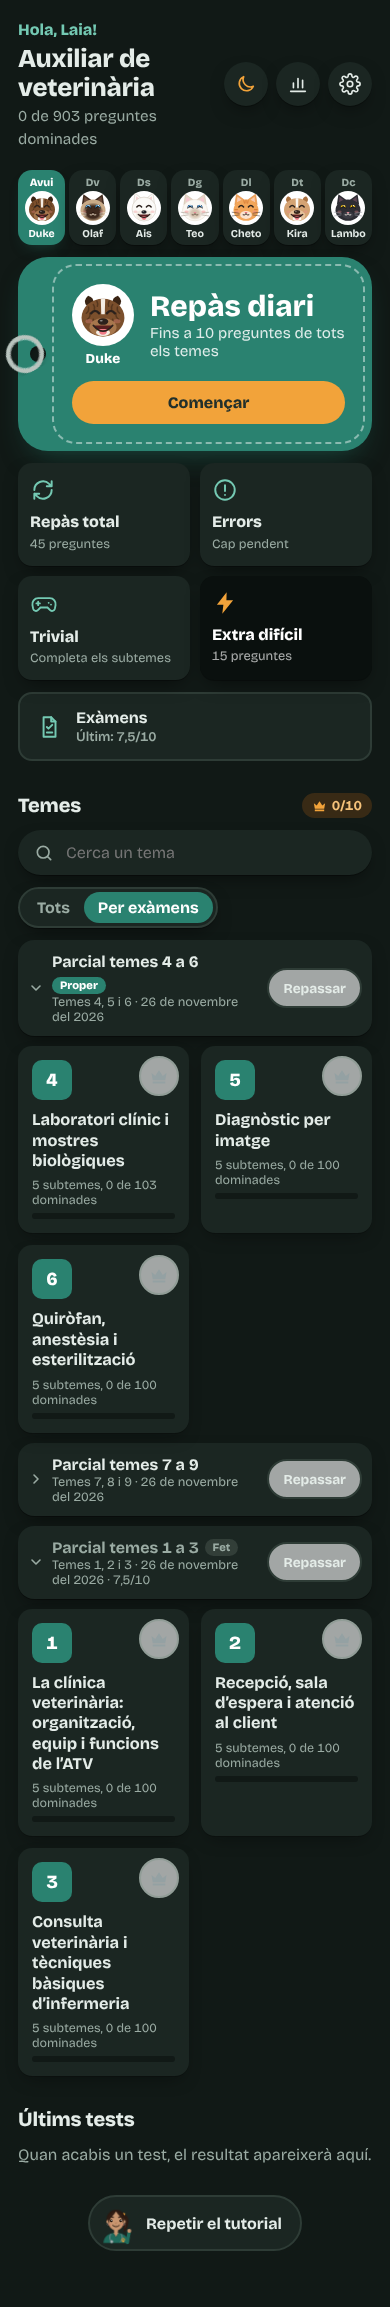 Hola, Laia!
Auxiliar de
veterinària
0 de 903 preguntes
dominades
Avui
Dv
Ds
Dg
Dl
Dt
Dc
Duke
Olaf
Ais
Teo
Cheto
Kira
Lambo
Repàs diari
Fins a 10 preguntes de tots
els temes
Duke
Començar
Repàs total
45 preguntes
Errors
Cap pendent
Trivial
Completa els subtemes
Extra difícil
15 preguntes
Exàmens
Últim: 7,5/10
Temes
0/10
Cerca un tema
Tots
Per exàmens
Parcial temes 4 a 6
Proper
Temes 4, 5 i 6 · 26 de novembre
del 2026
Repassar
4
Laboratori clínic i
mostres
biològiques
5 subtemes, 0 de 103
dominades
5
Diagnòstic per
imatge
5 subtemes, 0 de 100
dominades
6
Quiròfan,
anestèsia i
esterilització
5 subtemes, 0 de 100
dominades
Parcial temes 7 a 9
Temes 7, 8 i 9 · 26 de novembre
del 2026
Repassar
Parcial temes 1 a 3
Fet
Temes 1, 2 i 3 · 26 de novembre
del 2026 · 7,5/10
Repassar
1
La clínica
veterinària:
organització,
equip i funcions
de l'ATV
5 subtemes, 0 de 100
dominades
2
Recepció, sala
d'espera i atenció
al client
5 subtemes, 0 de 100
dominades
3
Consulta
veterinària i
tècniques
bàsiques
d'infermeria
5 subtemes, 0 de 100
dominades
Últims tests
Quan acabis un test, el resultat apareixerà aquí.
Repetir el tutorial